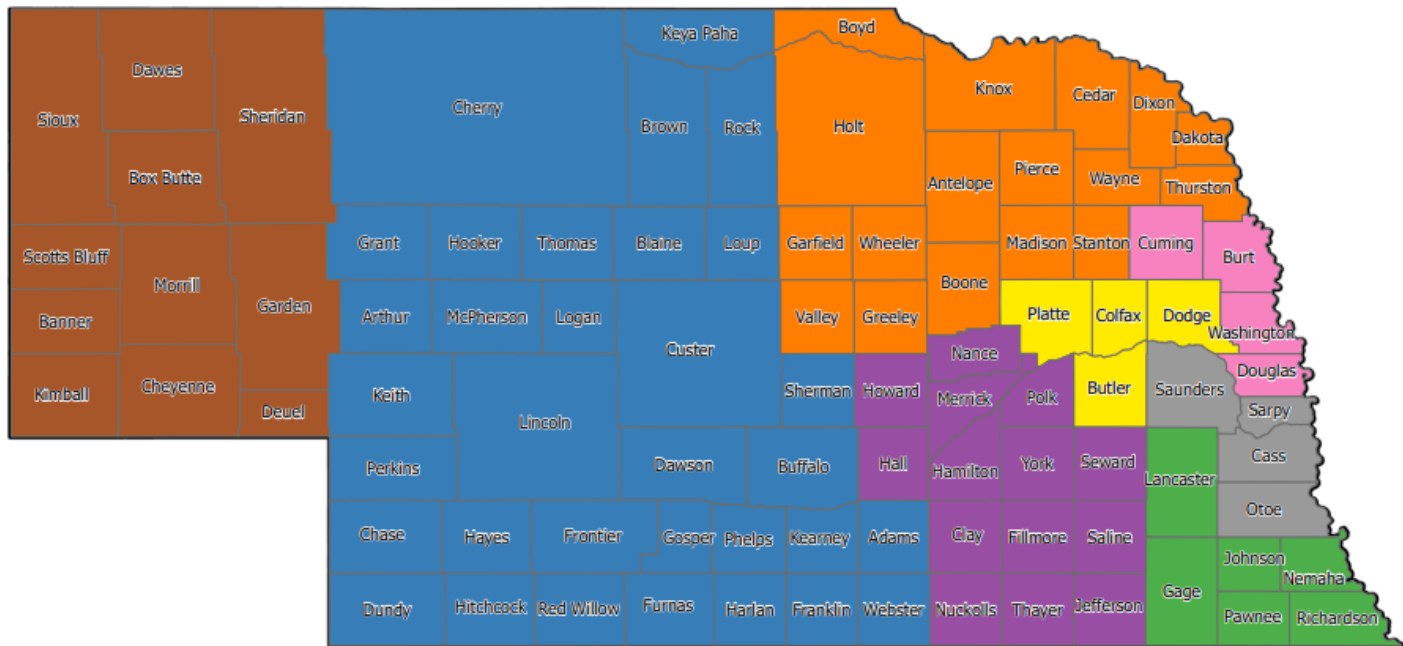 Boyd
Keya Paha
Dawes
Knox
Cedar
Dixon
Sioux
Sheridan
Cherry
Brown
Rock
Holt
Dakota
Box Butte
Antelope
Pierce
Wayne
Thurston
Scotts Bluff
Grant
Hooker
Thomas
Blaine
Loup
Garfield
Wheeler
Madison
Stanton
Cuming
Burt
Morrill
Garden
Boone
Banner
Arthur
McPherson
Logan
Custer
Valley
Greeley
Platte
Colfax
Dodge
Washington
Nance
Kimball
Cheyenne
Deuel
Keith
Lincoln
Sherman
Howard
Merrick
Polk
Butler
Saunders
Douglas
Sarpy
Perkins
Dawson
Buffalo
Hall
Hamilton
York
Seward
Lancaster
Cass
Otoe
Chase
Hayes
Frontier
Gosper
Phelps
Kearney
Adams
Clay
Fillmore
Saline
Johnson
Nemaha
Dundy
Hitchcock
Red Willow
Furnas
Harlan
Franklin
Webster
Nuckolls
Thayer
Jefferson
Gage
Pawnee
Richardson